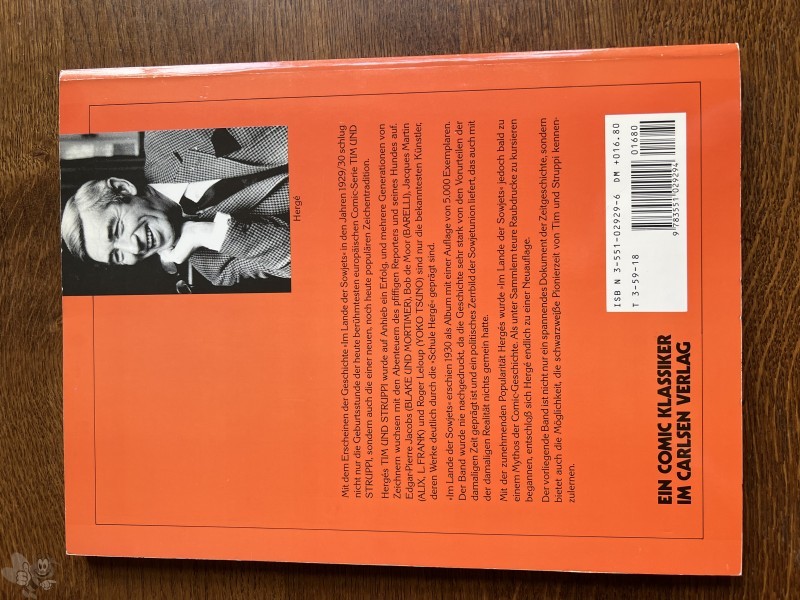 Hergé
Mit dem Erscheinen der Geschichte »Im Lande der Sowjets« in den Jahren 1929/30 schlug
nicht nur die Geburtsstunde der heute berühmtesten europäischen Comic-Serie TIM UND
STRUPPI, sondern auch die einer neuen, noch heute populären Zeichentradition.
Hergés TIM UND STRUPPI wurde auf Anhieb ein Erfolg, und mehrere Generationen von
Zeichnern wuchsen mit den Abenteuern des pfiffigen Reporters und seines Hundes auf.
Edgar-Pierre Jacobs (BLAKE UND MORTIMER), Bob de Moor (BARELLI), Jacques Martin
(ALIX, L. FRANK) und Roger Leloup (YOKO TSUNO) sind nur die bekanntesten Künstler,
deren Werke deutlich durch die »Schule Hergé« geprägt sind.
»Im Lande der Sowjets« erschien 1930 als Album mit einer Auflage von 5.000 Exemplaren.
Der Band wurde nie nachgedruckt, da die Geschichte sehr stark von den Vorurteilen der
damaligen Zeit geprägt ist und ein politisches Zerrbild der Sowjetunion liefert, das auch mit
der damaligen Realität nichts gemein hatte.
Mit der zunehmenden Popularität Hergés wurde »Im Lande der Sowjets« jedoch bald zu
einem Mythos der Comic-Geschichte. Als unter Sammlern teure Raubdrucke zu kursieren
begannen, entschloß sich Hergé endlich zu einer Neuauflage.
Der vorliegende Band ist nicht nur ein spannendes Dokument der Zeitgeschichte, sondern
bietet auch die Möglichkeit, die schwarzweiße Pionierzeit von Tim und Struppi kennen-
zulernen.
ISBN 3-551-02929-6 DM +016.80
T 3-59-18
01680
9783551029294
EIN COMIC KLASSIKER
IM CARLSEN VERLAG